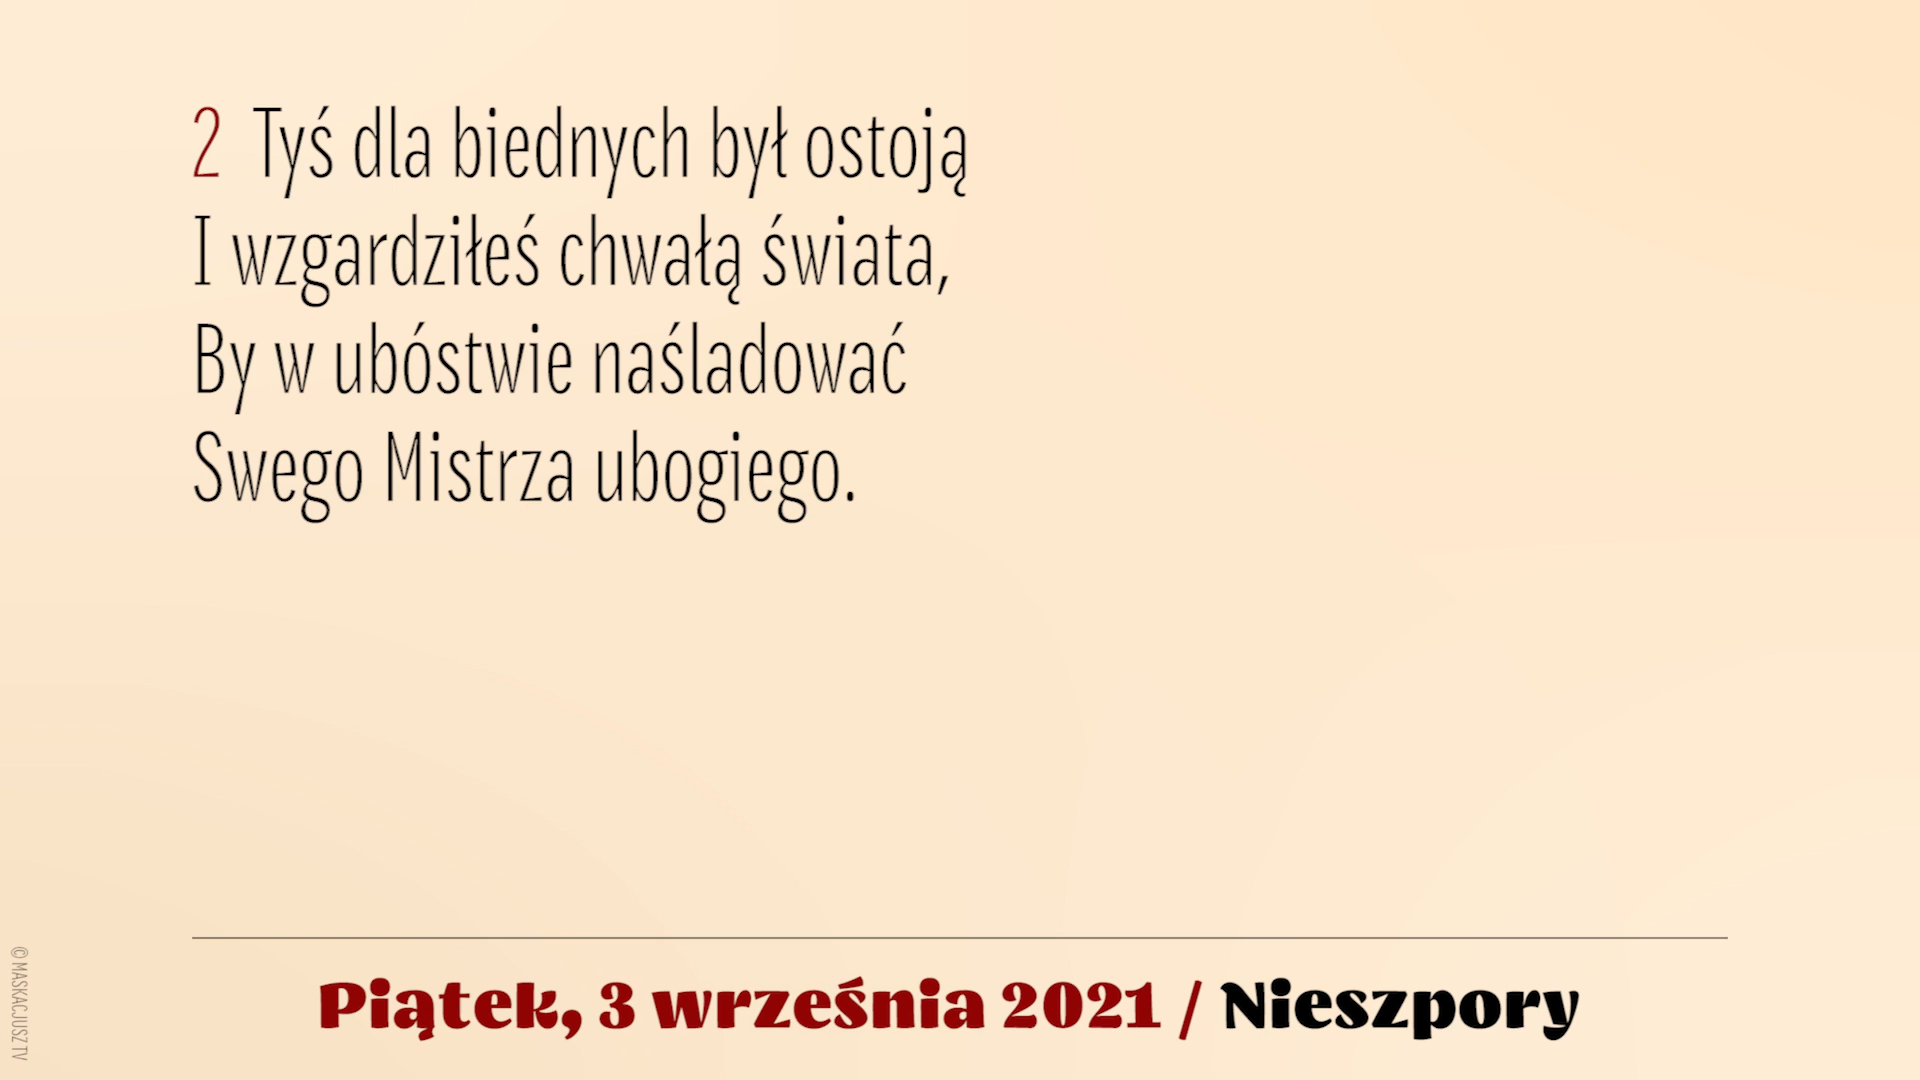 2 Tyś dla biednych był ostoją
I wzgardziłeś chwałą świata,
By w ubóstwie naśladować
Swego Mistrza ubogiego.
Piątek, 3 września 2021 / Nieszpory
© MASKACJUSZ TV